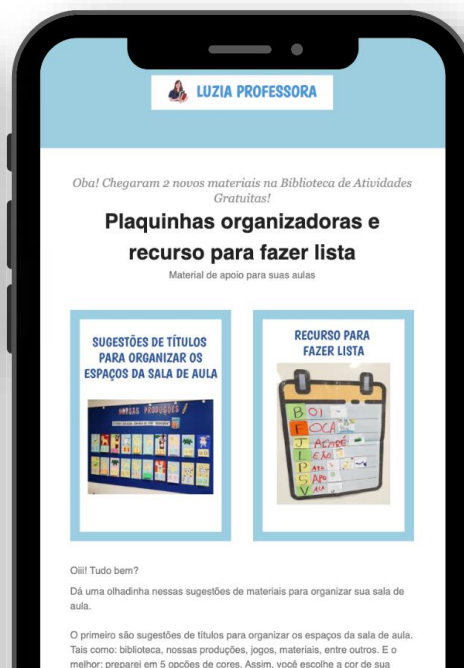 LUZIA PROFESSORA
Oba! Chegaram 2 novos materiais na Biblioteca de Atividades
Gratuitas!
Plaquinhas organizadoras e
recurso para fazer lista
Material de apoio para suas aulas
SUGESTÕES DE TÍTULOS
PARA ORGANIZAR OS
ESPAÇOS DA SALA DE AULA
NOSSAS PRODUÇÕES
RECURSO PARA
FAZER LISTA
B BOI
F FOCA
J JACARÉ
L LEÃO
P
S SAPO
V
Oiii! Tudo bem?
Dá uma olhadinha nessas sugestões de materiais para organizar sua sala de
aula.
O primeiro são sugestões de títulos para organizar os espaços da sala de aula.
Tais como: biblioteca, nossas produções, jogos, materiais, entre outros. E o
melhor: preparei em 5 opções de cores. Assim, você escolhe a cor de sua